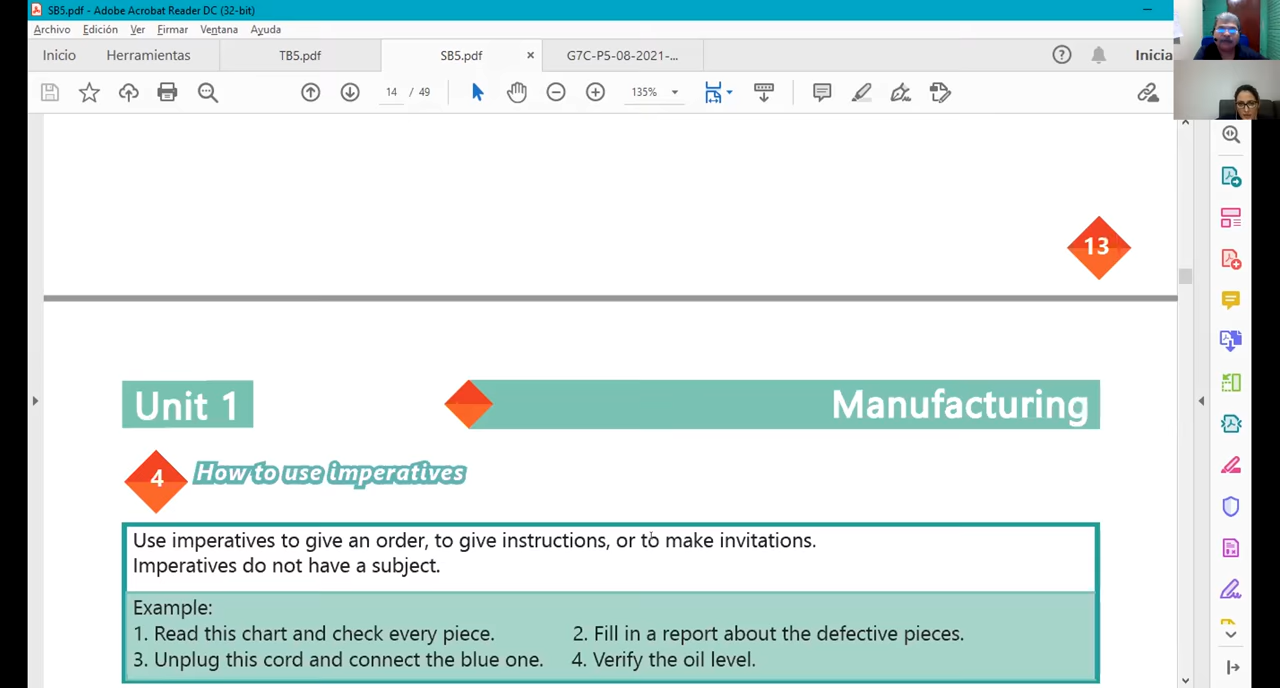 SB5.pdf - Adobe Acrobat Reader DC (32-bit)
Archivo Edición Ver Firmar Ventana Ayuda
Inicio Herramientas TB5.pdf SB5.pdf × G7C-P5-08-2021-... Inicia
14 / 49 135%
13
Unit 1 Manufacturing
4 How to use imperatives
Use imperatives to give an order, to give instructions, or to make invitations.
Imperatives do not have a subject.
Example:
1. Read this chart and check every piece. 2. Fill in a report about the defective pieces.
3. Unplug this cord and connect the blue one. 4. Verify the oil level.